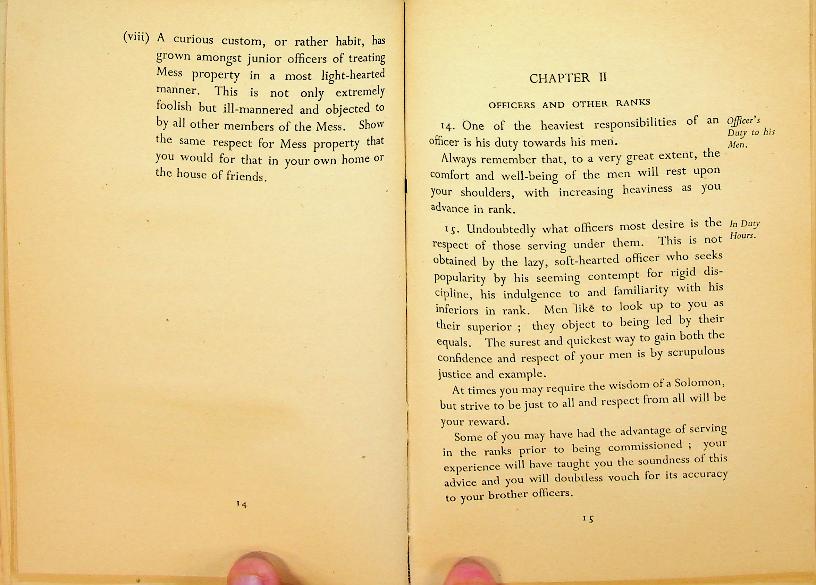 (viii) A curious custom, or rather habit, has
grown amongst junior officers of treating
Mess property in a most light-hearted
manner. This is not only extremely
foolish but ill-mannered and objected to
by all other members of the Mess. Show
the same respect for Mess property that
you would for that in your own home or
the house of friends.
14
CHAPTER II
OFFICERS AND OTHER RANKS
14. One of the heaviest responsibilities of an
officer is his duty towards his men.
Officer's
Duty to his
Men.
Always remember that, to a very great extent, the
comfort and well-being of the men will rest upon
your shoulders, with increasing heaviness as you
advance in rank.
15. Undoubtedly what officers most desire is the
respect of those serving under them. This is not
In Duty
Hours.
obtained by the lazy, soft-hearted officer who seeks
popularity by his seeming contempt for rigid dis-
cipline, his indulgence to and familiarity with his
inferiors in rank. Men like to look up to you as
their superior ; they object to being led by their
equals. The surest and quickest way to gain both the
confidence and respect of your men is by scrupulous
justice and example.
At times you may require the wisdom of a Solomon,
but strive to be just to all and respect from all will be
your reward.
Some of you may have had the advantage of serving
in the ranks prior to being commissioned ; your
experience will have taught you the soundness of this
advice and you will doubtless vouch for its accuracy
to your brother officers.
15